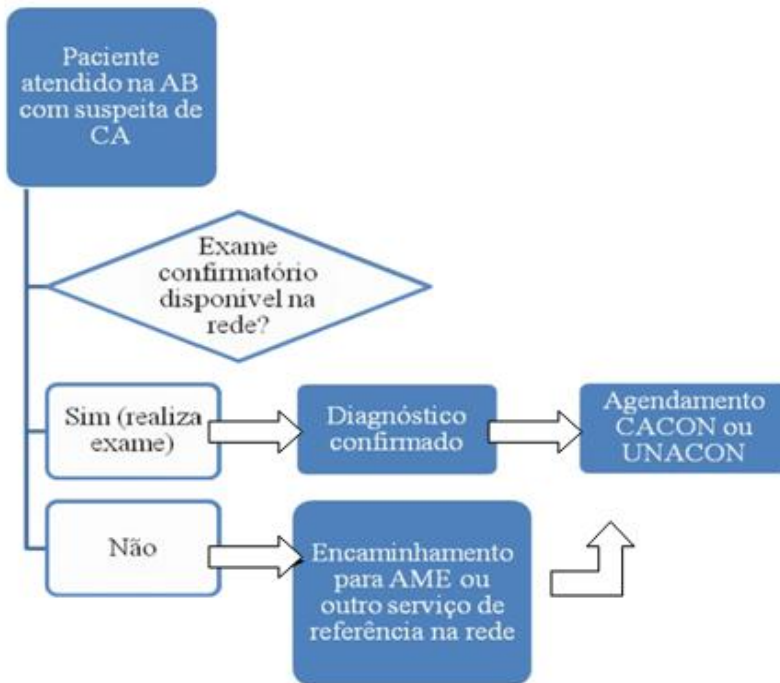 Paciente
atendido na AB
com suspeita de
CA
Exame
confirmatório
disponível na
rede?
Sim (realiza
exame)
Diagnóstico
confirmado
Agendamento
CACON ou
UNACON
Não
Encaminhamento
para AME ou
outro serviço de
referência na rede